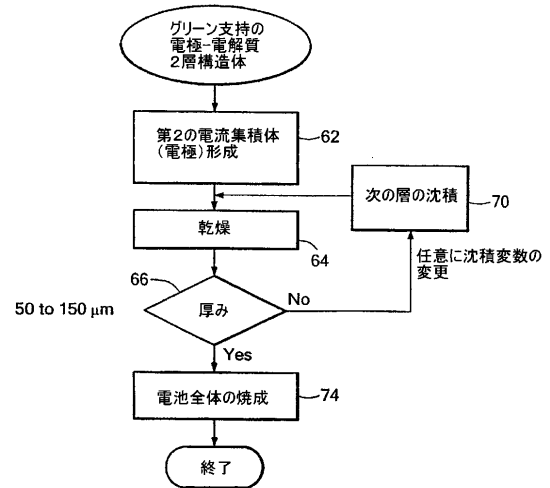 グリーン支持の
電極-電解質
2層構造体
第2の電流集積体
(電極)形成
62
次の層の沈積
70
乾燥
64
任意に沈積変数の
変更
66
50 to 150 μm
厚み
No
Yes
電池全体の焼成
74
終了